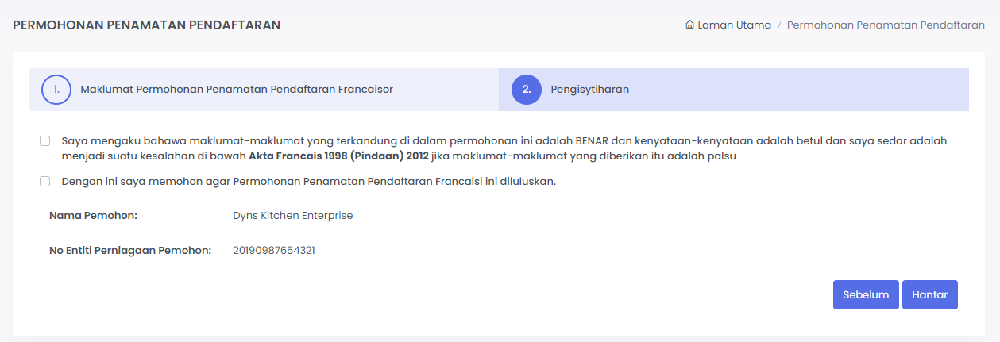 PERMOHONAN PENAMATAN PENDAFTARAN
Laman Utama / Permohonan Penamatan Pendaftaran
1. Maklumat Permohonan Penamatan Pendaftaran Francaisor
2. Pengisytiharan
Saya mengaku bahawa maklumat-maklumat yang terkandung di dalam permohonan ini adalah BENAR dan kenyataan-kenyataan adalah betul dan saya sedar adalah
menjadi suatu kesalahan di bawah Akta Francais 1998 (Pindaan) 2012 jika maklumat-maklumat yang diberikan itu adalah palsu
Dengan ini saya memohon agar Permohonan Penamatan Pendaftaran Francaisi ini diluluskan.
Nama Pemohon: Dyns Kitchen Enterprise
No Entiti Perniagaan Pemohon: 20190987654321
Sebelum Hantar